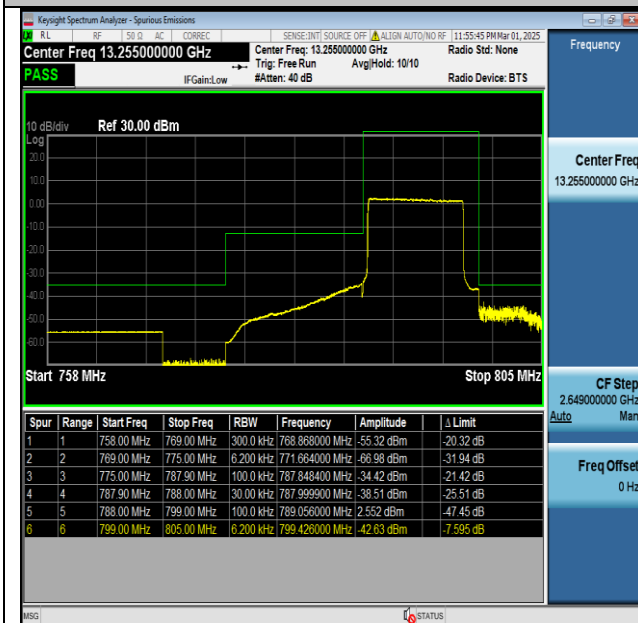 Keysight Spectrum Analyzer - Spurious Emissions
RL RF 50 Ω AC CORREC SENSE:INT SOURCE OFF ALIGN AUTO/NO RF 11:55:45 PM Mar 01, 2025
Center Freq 13.255000000 GHz Center Freq: 13.255000000 GHz Radio Std: None
Trig: Free Run Avg|Hold: 10/10
PASS IFGain:Low #Atten: 40 dB Radio Device: BTS
Frequency
10 dB/div Ref 30.00 dBm
Log
20.0
10.0
0.00
-10.0
-20.0
-30.0
-40.0
-50.0
-60.0
Start 758 MHz Stop 805 MHz
Center Freq
13.255000000 GHz
CF Step
2.649000000 GHz
Auto Man
Freq Offset
0 Hz
Spur Range Start Freq Stop Freq RBW Frequency Amplitude Δ Limit
1 1 758.00 MHz 769.00 MHz 300.0 kHz 768.868000 MHz -55.32 dBm -20.32 dB
2 2 769.00 MHz 775.00 MHz 6.200 kHz 771.664000 MHz -66.98 dBm -31.94 dB
3 3 775.00 MHz 787.90 MHz 100.0 kHz 787.848400 MHz -34.42 dBm -21.42 dB
4 4 787.90 MHz 788.00 MHz 30.00 kHz 787.999900 MHz -38.51 dBm -25.51 dB
5 5 788.00 MHz 799.00 MHz 100.0 kHz 789.056000 MHz 2.552 dBm -47.45 dB
6 6 799.00 MHz 805.00 MHz 6.200 kHz 799.426000 MHz -42.63 dBm -7.595 dB
MSG STATUS